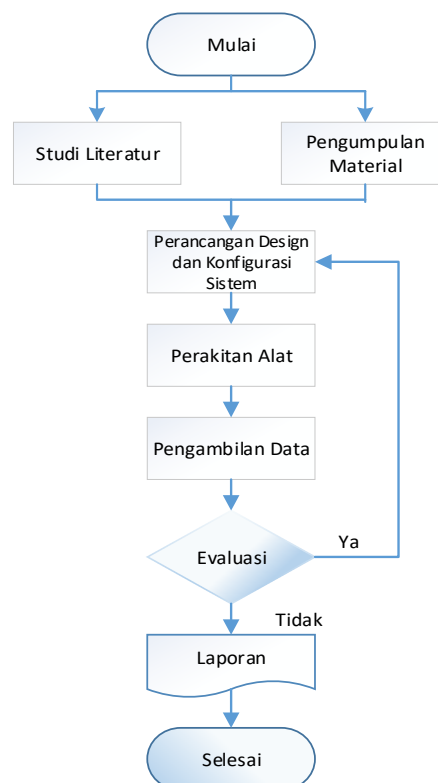 Mulai
Studi Literatur
Pengumpulan
Material
Perancangan Design
dan Konfigurasi
Sistem
Perakitan Alat
Pengambilan Data
Evaluasi
Ya
Tidak
Laporan
Selesai